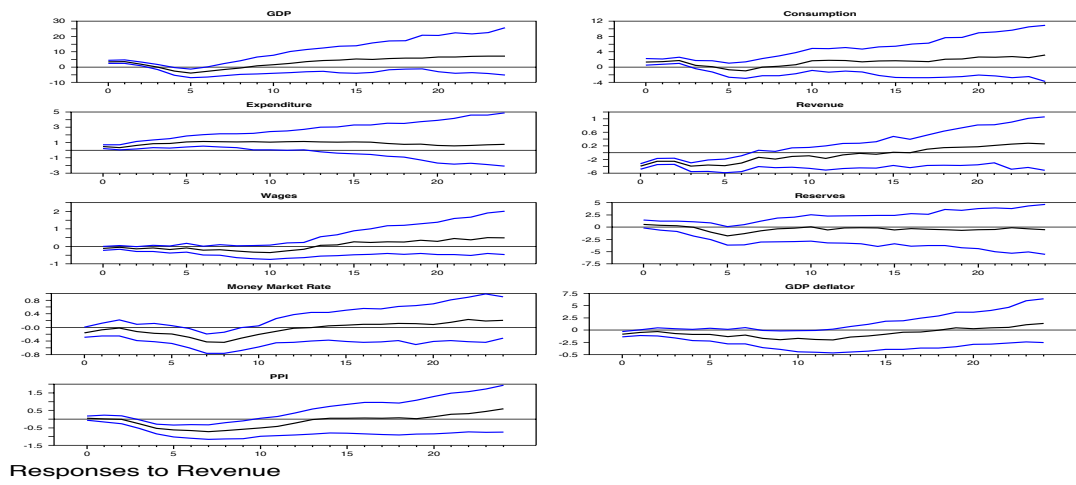 GDP
30
20
10
0
-10
0 5 10 15 20
Consumption
12
8
4
0
-4
0 5 10 15 20
Expenditure
5
3
1
-1
-3
0 5 10 15 20
Revenue
1
0.6
0.2
-2
-6
0 5 10 15 20
Wages
2
1
0
-1
0 5 10 15 20
Reserves
5
2.5
0
-2.5
-5
-7.5
0 5 10 15 20
Money Market Rate
0.8
0.4
-0.0
-0.4
-0.8
0 5 10 15 20
GDP deflator
7.5
5
2.5
0
-2.5
-0.5
0 5 10 15 20
PPI
1.5
0.5
-0.5
-1.5
0 5 10 15 20
Responses to Revenue